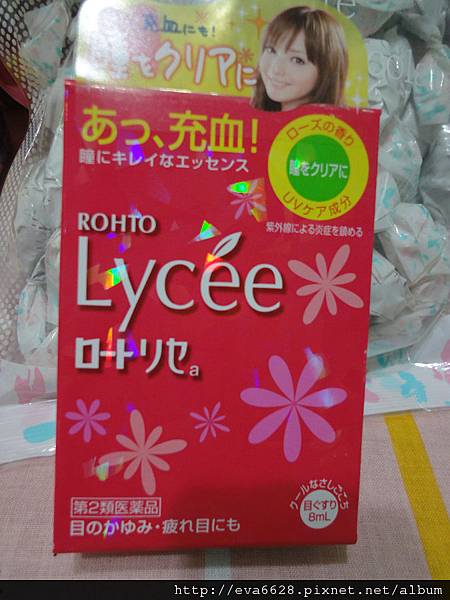 充血にも!
瞳をクリアに
あっ、充血!
瞳にキレイなエッセンス
ローズの香り
瞳をクリアに
UVケア成分
紫外線による炎症を鎮める
ROHTO
Lycée
ロートリセa
クールなさしごこち
目ぐすり
8mL
第2類医薬品
目のかゆみ・疲れ目にも
http://eva6628.pixnet.net/album